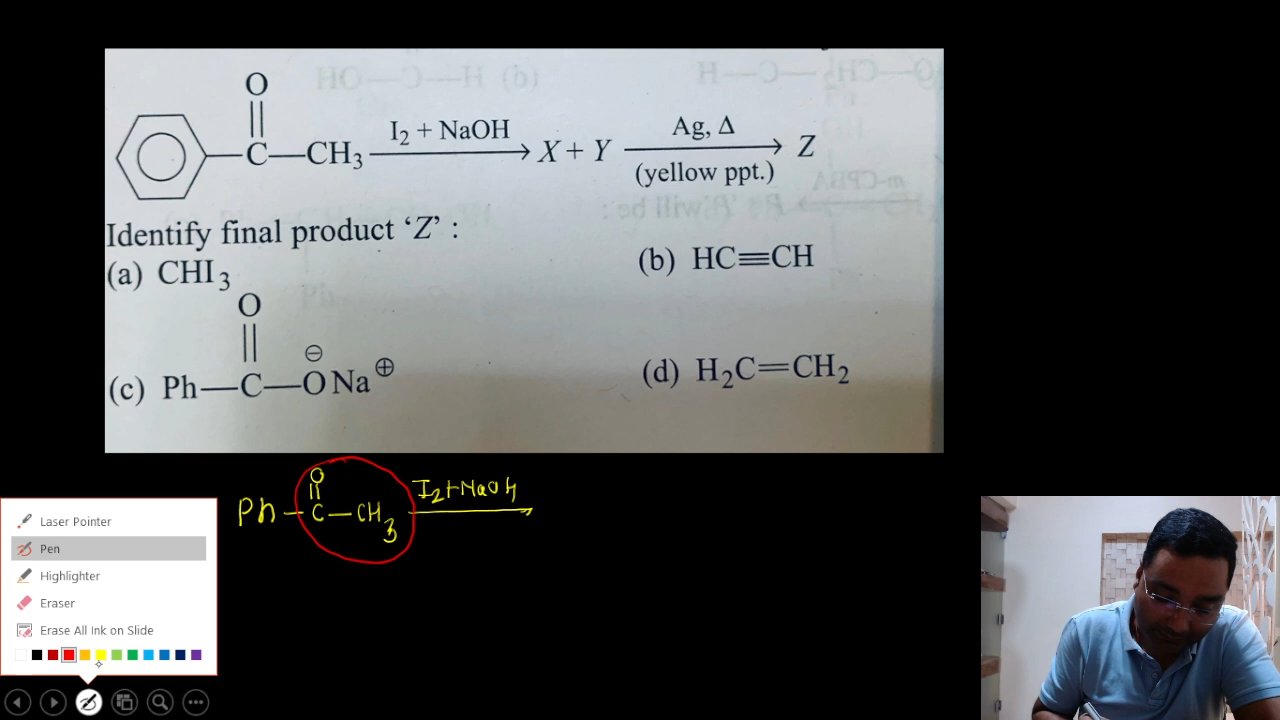 O
||
C—CH3 I2 + NaOH → X + Y Ag, Δ → Z
(yellow ppt.)
Identify final product ‘Z’ :
(a) CHI3
(b) HC≡CH
O
||
(c) Ph—C—O⊖ Na⊕
(d) H2C=CH2
O
||
Ph–C–CH3 I2+NaOH →
Laser Pointer
Pen
Highlighter
Eraser
Erase All Ink on Slide